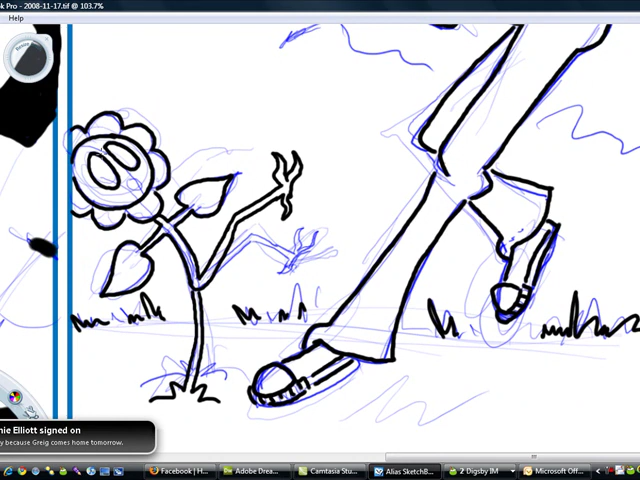 k Pro - 2008-11-17.tif @ 103.7%
Help
nie Elliott signed on
y because Greig comes home tomorrow.
Facebook | H...
Adobe Drea...
Camtasia Stu...
Alias SketchB...
2 Digsby IM
Microsoft Off...